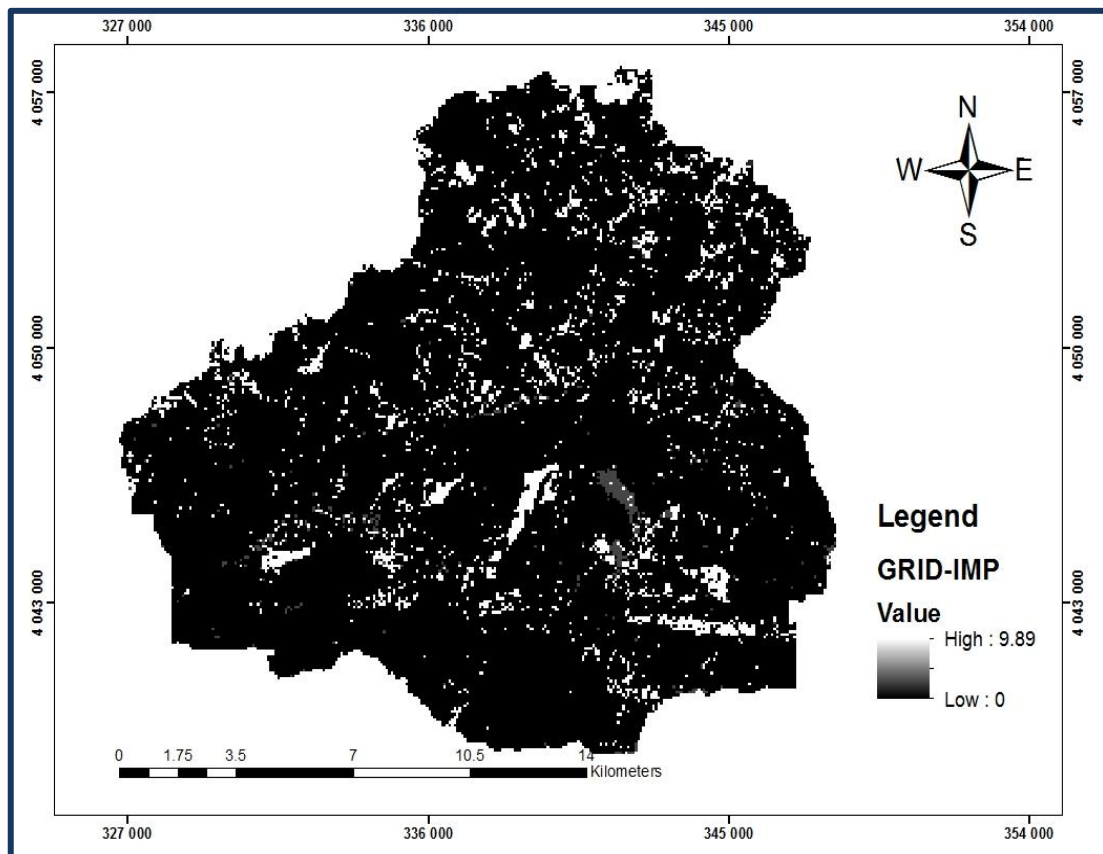 327 000 336 000 345 000 354 000
4 057 000 4 057 000
N
W E
S
4 050 000 4 050 000
Legend
GRID-IMP
4 043 000 4 043 000
Value
High : 9.89
Low : 0
0 1.75 3.5 7 10.5 14
Kilometers
327 000 336 000 345 000 354 000